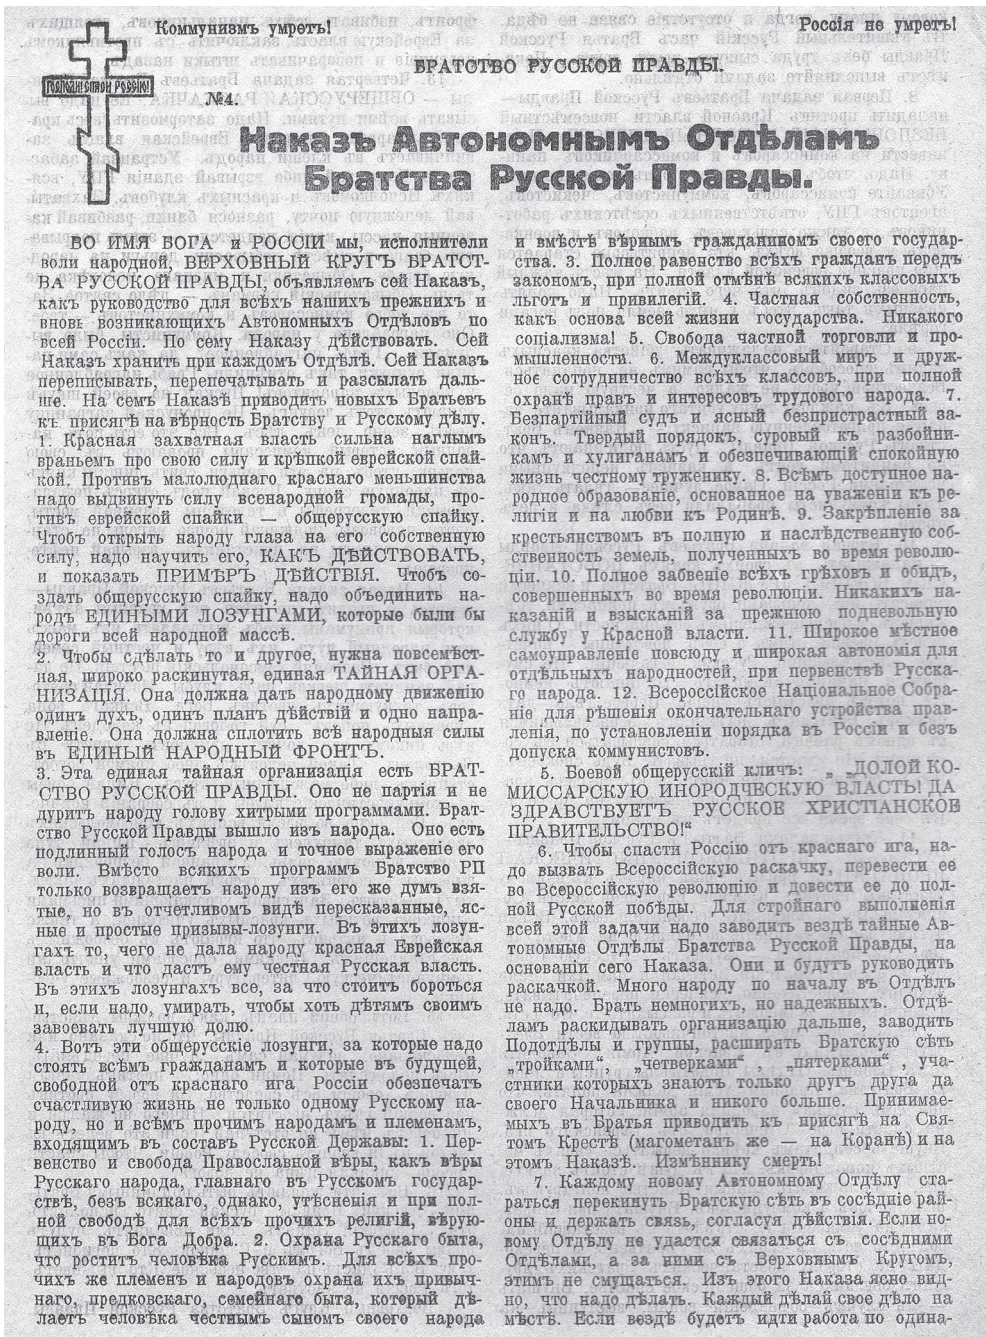 Коммунизмъ умретъ!
Россія не умретъ!
ГОСПОДИ! СПАСИ РОССІЮ!
БРАТСТВО РУССКОЙ ПРАВДЫ.
№4.
Наказъ Автономнымъ Отдѣламъ
Братства Русской Правды.
ВО ИМЯ БОГА и РОССІИ мы, исполнители
воли народной, ВЕРХОВНЫЙ КРУГЪ БРАТСТ-
ВА РУССКОЙ ПРАВДЫ, объявляемъ сей Наказъ,
какъ руководство для всѣхъ нашихъ прежнихъ и
вновь возникающихъ Автономныхъ Отдѣловъ по
всей Россіи. По сему Наказу дѣйствовать. Сей
Наказъ хранить при каждомъ Отдѣлѣ. Сей Наказъ
переписывать, перепечатывать и разсылать даль-
ше. На семъ Наказѣ приводить новыхъ Братьевъ
къ присягѣ на вѣрность Братству и Русскому дѣлу.
1. Красная захватная власть сильна наглымъ
враньемъ про свою силу и крѣпкой еврейской спай-
кой. Противъ малолюднаго краснаго меньшинства
надо выдвинуть силу всенародной громады, про-
тивъ еврейской спайки — общерусскую спайку.
Чтобъ открыть народу глаза на его собственную
силу, надо научить его, КАКЪ ДѢЙСТВОВАТЬ,
и показать ПРИМѢРЪ ДѢЙСТВІЯ. Чтобъ со-
здать общерусскую спайку, надо объединить на-
родъ ЕДИНЫМИ ЛОЗУНГАМИ, которые были бы
дороги всей народной массѣ.
2. Чтобы сдѣлать то и другое, нужна повсемѣст-
ная, широко раскинутая, единая ТАЙНАЯ ОРГА-
НИЗАЦІЯ. Она должна дать народному движенію
одинъ духъ, одинъ планъ дѣйствій и одно напра-
вленіе. Она должна сплотить всѣ народныя силы
въ ЕДИНЫЙ НАРОДНЫЙ ФРОНТЪ.
3. Эта единая тайная организація есть БРАТ-
СТВО РУССКОЙ ПРАВДЫ. Оно не партія и не
дуритъ народу голову хитрыми программами. Брат-
ство Русской Правды вышло изъ народа. Оно есть
подлинный голосъ народа и точное выраженіе его
воли. Вмѣсто всякихъ программъ Братство РП
только возвращаетъ народу изъ его же думъ взя-
тые, но въ отчетливомъ видѣ пересказанные, яс-
ные и простые призывы-лозунги. Въ этихъ лозун-
гахъ то, чего не дала народу красная Еврейская
власть и что дастъ ему честная Русская власть.
Въ этихъ лозунгахъ все, за что стоитъ бороться
и, если надо, умирать, чтобы хоть дѣтямъ своимъ
завоевать лучшую долю.
4. Вотъ эти общерусскіе лозунги, за которые надо
стоять всѣмъ гражданамъ и которые въ будущей,
свободной отъ краснаго ига Россіи обезпечатъ
счастливую жизнь не только одному Русскому на-
роду, но и всѣмъ прочимъ народамъ и племенамъ,
входящимъ въ составъ Русской Державы: 1. Пер-
венство и свобода Православной вѣры, какъ вѣры
Русскаго народа, главнаго въ Русскомъ государ-
ствѣ, безъ всякаго, однако, утѣсненія и при пол-
ной свободѣ для всѣхъ прочихъ религій, вѣрую-
щихъ въ Бога Добра. 2. Охрана Русскаго быта,
что роститъ человѣка Русскимъ. Для всѣхъ про-
чихъ же племенъ и народовъ охрана ихъ привыч-
наго, предковскаго, семейнаго быта, который дѣ-
лаетъ человѣка честнымъ сыномъ своего народа
и вмѣстѣ вѣрнымъ гражданиномъ своего государ-
ства. 3. Полное равенство всѣхъ гражданъ передъ
закономъ, при полной отмѣнѣ всякихъ классовыхъ
льготъ и привилегій. 4. Частная собственность,
какъ основа всей жизни государства. Никакого
соціализма! 5. Свобода частной торговли и про-
мышленности. 6. Междуклассовый миръ и друж-
ное сотрудничество всѣхъ классовъ, при полной
охранѣ правъ и интересовъ трудового народа. 7.
Безпартійный судъ и ясный безпристрастный за-
конъ. Твердый порядокъ, суровый къ разбойни-
камъ и хулиганамъ и обезпечивающій спокойную
жизнь честному труженику. 8. Всѣмъ доступное на-
родное образованіе, основанное на уваженіи къ ре-
лигіи и на любви къ Родинѣ. 9. Закрѣпленіе за
крестьянствомъ въ полную и наслѣдственную соб-
ственность земель, полученныхъ во время револю-
ціи. 10. Полное забвеніе всѣхъ грѣховъ и обидъ,
совершенныхъ во время революціи. Никакихъ на-
казаній и взысканій за прежнюю подневольную
службу у Красной власти. 11. Широкое мѣстное
самоуправленіе повсюду и широкая автономія для
отдѣльныхъ народностей, при первенствѣ Русска-
го народа. 12. Всероссійское Національное Собра-
ніе для рѣшенія окончательнаго устройства прав-
ленія, по установленіи порядка въ Россіи и безъ
допуска коммунистовъ.
5. Боевой общерусскій кличъ: „ „ДОЛОЙ КО-
МИССАРСКУЮ ИНОРОДЧЕСКУЮ ВЛАСТЬ! ДА
ЗДРАВСТВУЕТЪ РУССКОЕ ХРИСТІАНСКОЕ
ПРАВИТЕЛЬСТВО!“
6. Чтобы спасти Россію отъ краснаго ига, на-
до вызвать Всероссійскую раскачку, перевести ее
во Всероссійскую революцію и довести ее до пол-
ной Русской побѣды. Для стройнаго выполненія
всей этой задачи надо заводить вездѣ тайные Ав-
тономные Отдѣлы Братства Русской Правды, на
основаніи сего Наказа. Они и будутъ руководить
раскачкой. Много народу по началу въ Отдѣлъ
не надо. Брать немногихъ, но надежныхъ. Отдѣ-
ламъ раскидывать организацію дальше, заводить
Подотдѣлы и группы, расширять Братскую сѣть
„тройками“, „четверками“, „пятерками“, уча-
стники которыхъ знаютъ только другъ друга да
своего Начальника и никого больше. Принимае-
мыхъ въ Братья приводить къ присягѣ на Свя-
томъ Крестѣ (магометанъ же — на Коранѣ) и на
этомъ Наказѣ. Измѣннику смерть!
7. Каждому новому Автономному Отдѣлу ста-
раться перекинуть Братскую сѣть въ сосѣдніе рай-
оны и держать связь, согласуя дѣйствія. Если но-
вому Отдѣлу не удастся связаться съ сосѣдними
Отдѣлами, а за ними съ Верховнымъ Кругомъ,
этимъ не смущаться. Изъ этого Наказа ясно вид-
но, что надо дѣлать. Каждый дѣлай свое дѣло на
мѣстѣ. Если вездѣ будетъ идти работа по одина-